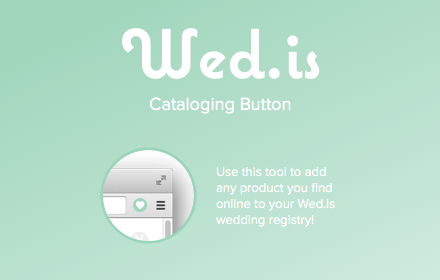 Wed.is
Cataloging Button
Use this tool to add
any product you find
online to your Wed.is
wedding registry!